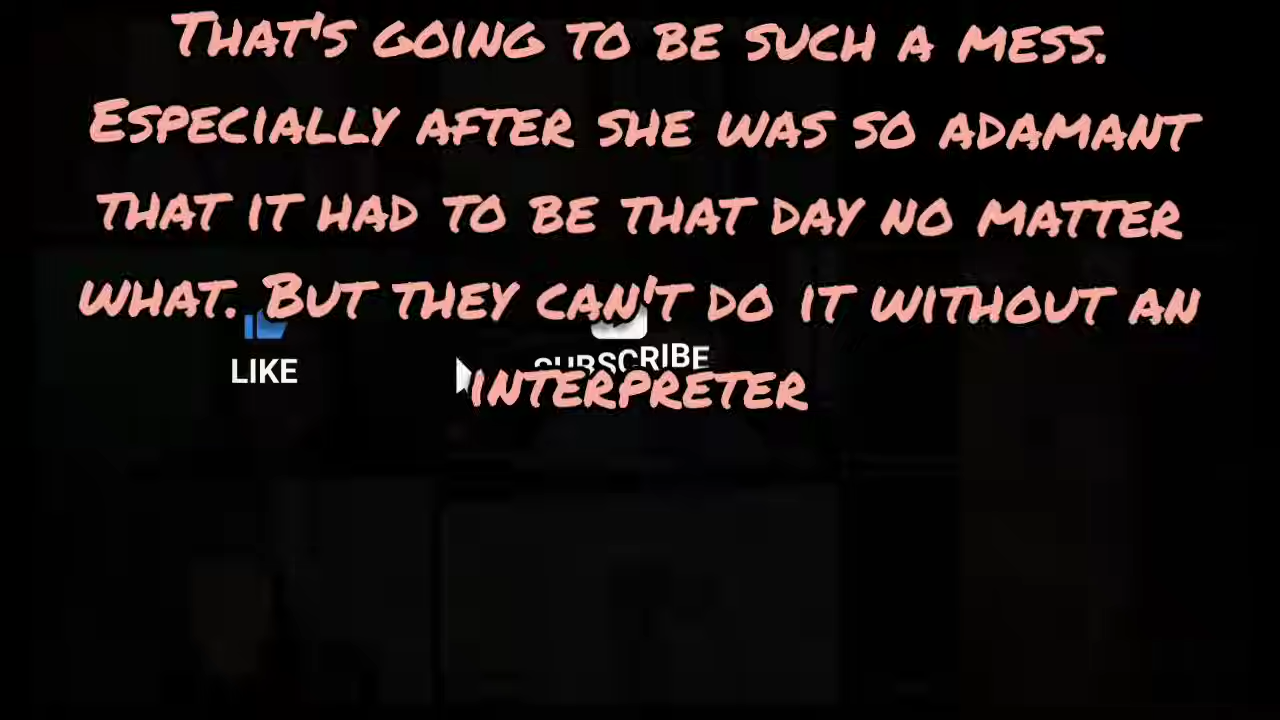 That's going to be such a mess.
Especially after she was so adamant
that it had to be that day no matter
what. But they can't do it without an
interpreter
LIKE
SUBSCRIBE